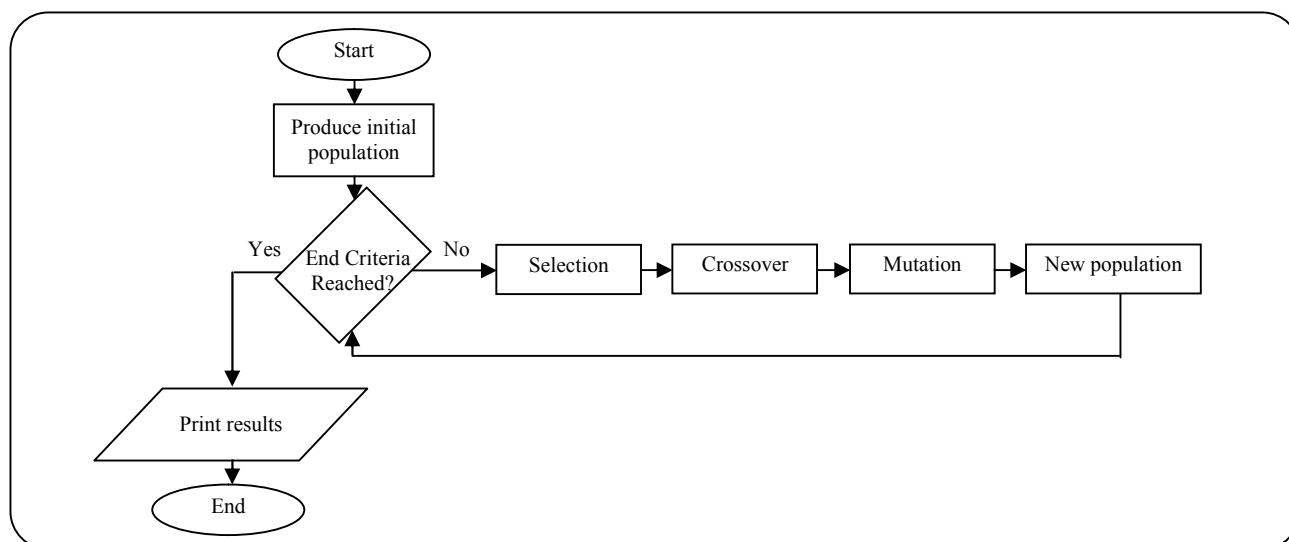 Start
Produce initial
population
Yes
End Criteria
Reached?
No
Selection
Crossover
Mutation
New population
Print results
End